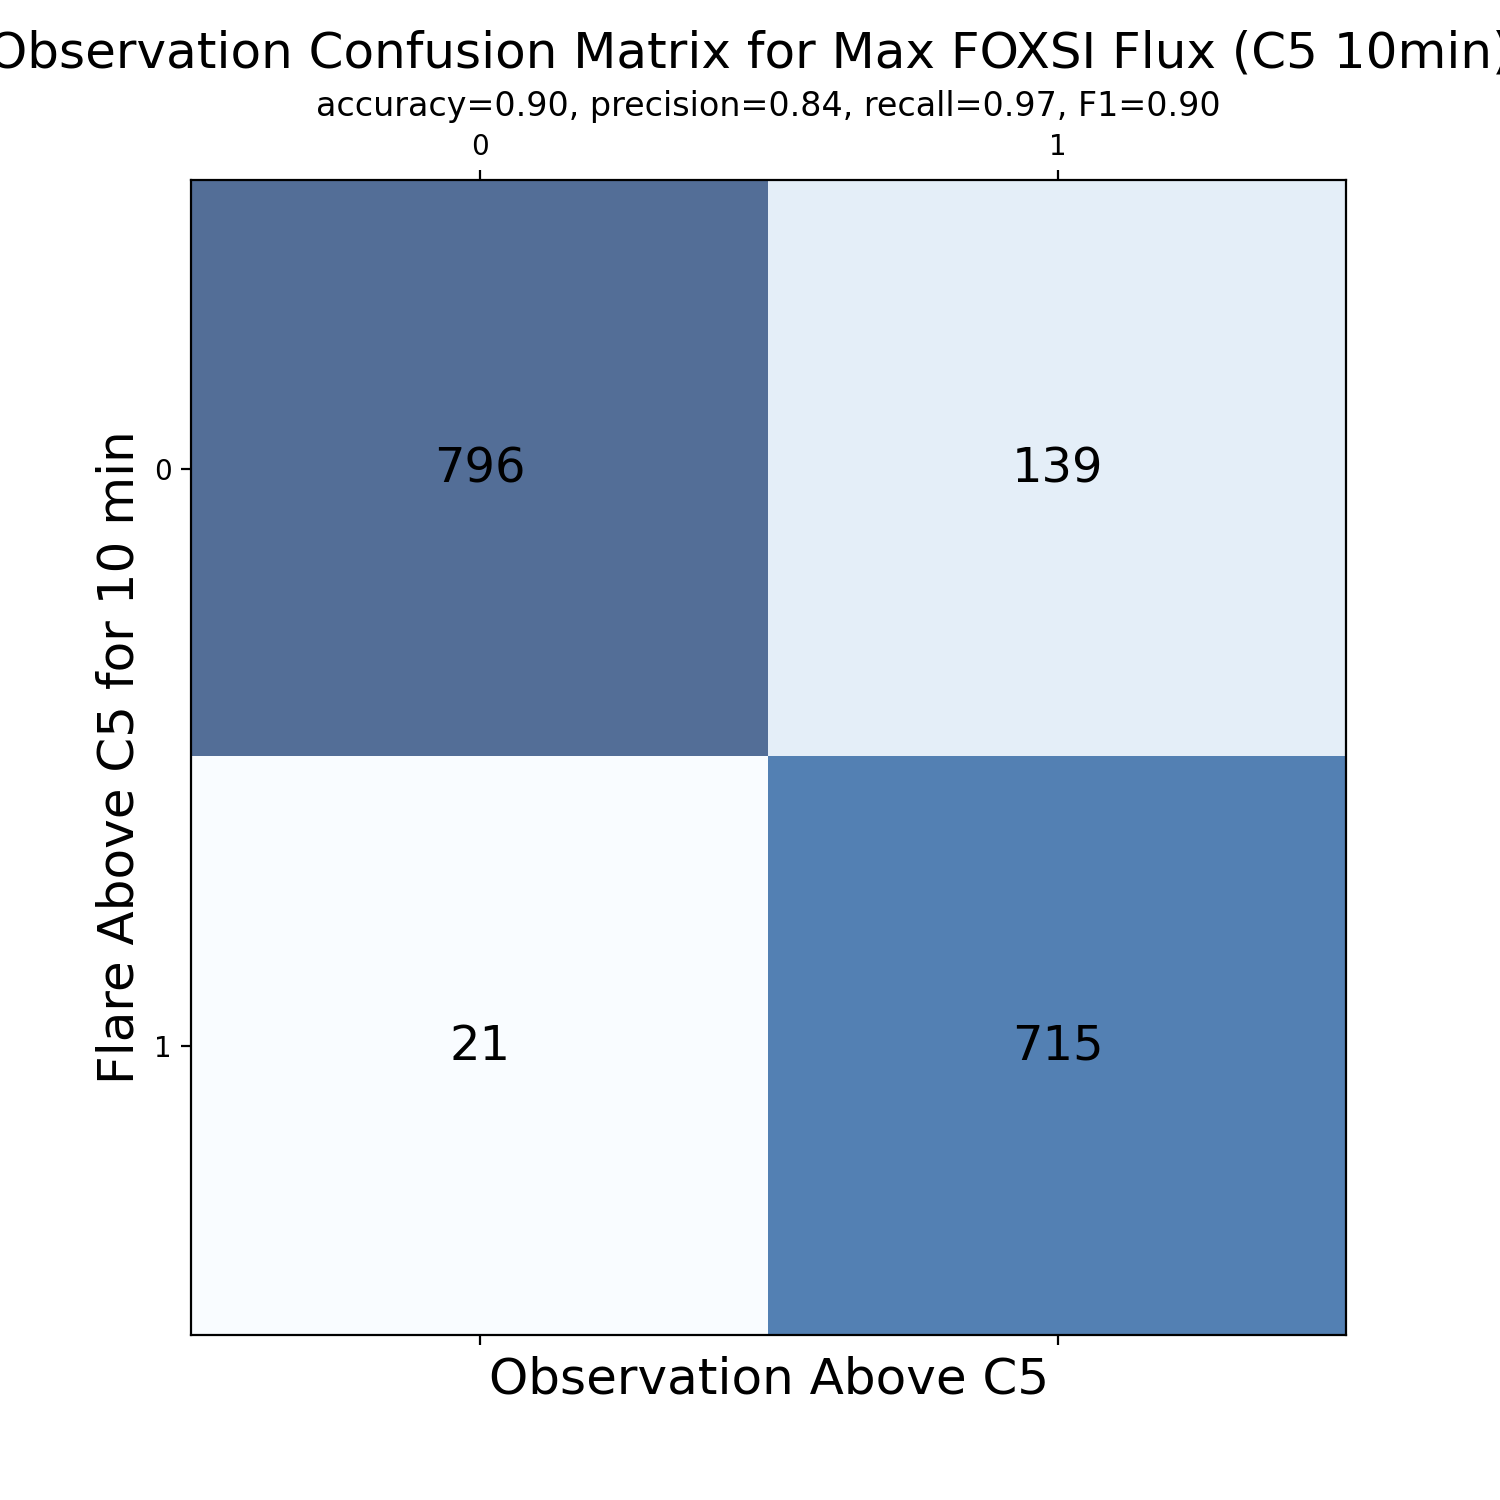 Observation Confusion Matrix for Max FOXSI Flux (C5 10min)
accuracy=0.90, precision=0.84, recall=0.97, F1=0.90
0 1
Flare Above C5 for 10 min
0 796 139
1 21 715
Observation Above C5